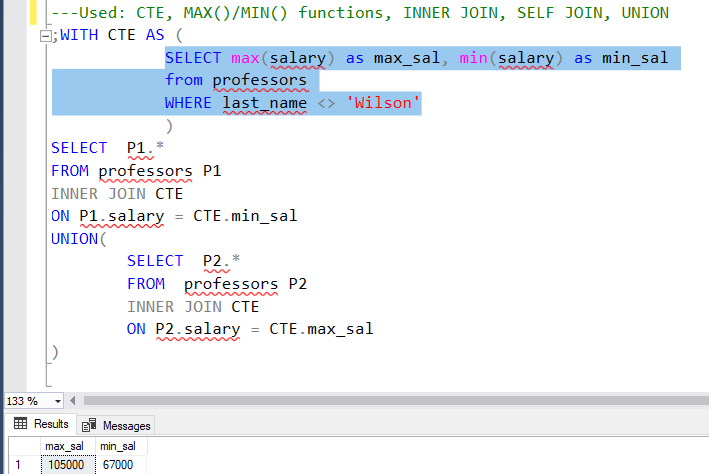 ---Used: CTE, MAX()/MIN() functions, INNER JOIN, SELF JOIN, UNION
;WITH CTE AS (
SELECT max(salary) as max_sal, min(salary) as min_sal
from professors
WHERE last_name <> 'Wilson'
)
SELECT P1.*
FROM professors P1
INNER JOIN CTE
ON P1.salary = CTE.min_sal
UNION(
SELECT P2.*
FROM professors P2
INNER JOIN CTE
ON P2.salary = CTE.max_sal
)
133 %
Results Messages
max_sal min_sal
1 105000 67000